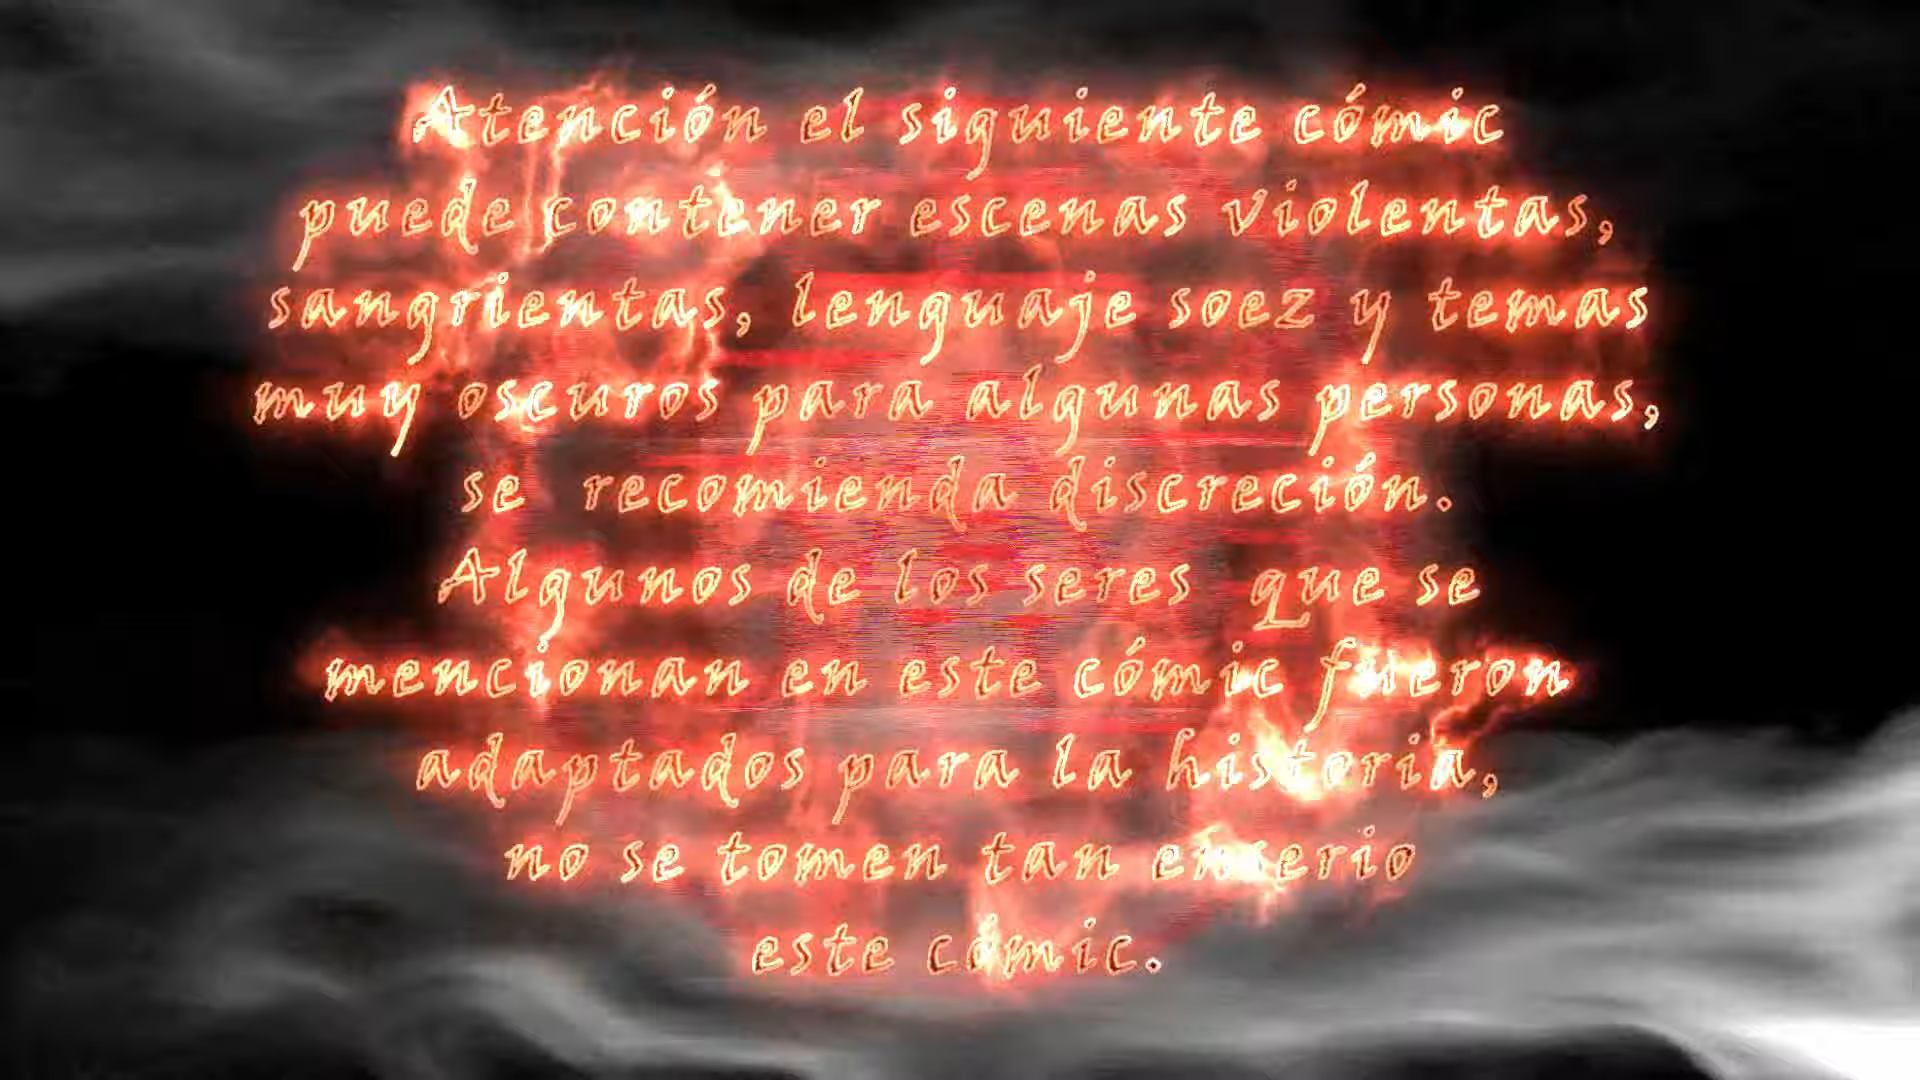 Atención el siguiente cómic
puede contener escenas violentas,
sangrientas, lenguaje soez y temas
muy oscuros para algunas personas,
se recomienda discreción.
Algunos de los seres que se
mencionan en este cómic fueron
adaptados para la historia,
no se tomen tan enserio
este cómic.